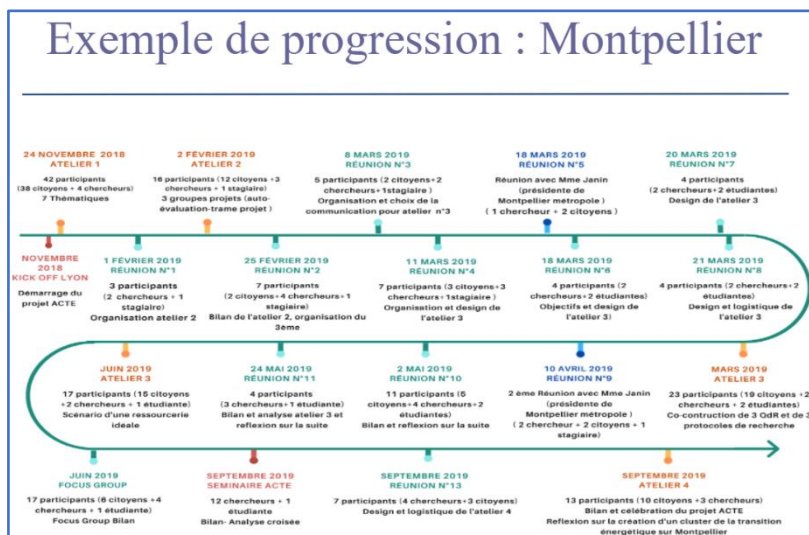 Exemple de progression : Montpellier
24 NOVEMBRE 2018
ATELIER 1
42 participants
(38 citoyens + 4 chercheurs)
7 Thématiques
2 FÉVRIER 2019
ATELIER 2
16 participants (12 citoyens +3
chercheurs + 1 stagiaire)
3 groupes projets (auto-
évaluation-trame projet )
8 MARS 2019
RÉUNION N°3
5 participants (2 citoyens+2
chercheurs+1stagiaire )
Organisation et choix de la
communication pour atelier n°3
18 MARS 2019
RÉUNION N°5
Réunion avec Mme Janin
(présidente de
Montpellier métropole )
( 1 chercheur + 2 citoyens )
20 MARS 2019
RÉUNION N°7
4 participants
(2 chercheurs+2 étudiantes)
Design de l'atelier 3
NOVEMBRE
2018
KICK OFF LYON
Démarrage du
projet ACTE
1 FÉVRIER 2019
RÉUNION N°1
3 participants
(2 chercheurs + 1
stagiaire)
Organisation atelier 2
25 FÉVRIER 2019
RÉUNION N°2
7 participants
(2 citoyens+4 chercheurs+1
stagiaire)
Bilan de l'atelier 2, organisation du
3ème
11 MARS 2019
RÉUNION N°4
7 participants (3 citoyens+3
chercheurs+1stagiaire )
Organisation et design de
l'atelier 3
18 MARS 2019
RÉUNION N°6
4 participants (2
chercheurs+2 étudiantes)
Objectifs et design de
l'atelier 3)
21 MARS 2019
RÉUNION N°8
4 participants (2 chercheurs+2
étudiantes)
Design et logistique de
l'atelier 3
JUIN 2019
ATELIER 3
17 participants (15 citoyens
+2 chercheurs + 1 étudiante)
Scénario d'une ressourcerie
idéale
24 MAI 2019
RÉUNION N°11
4 participants
(3 chercheurs+ 1 étudiante)
Bilan et analyse atelier 3 et
reflexion sur la suite
2 MAI 2019
RÉUNION N°10
11 participants (5
citoyens+4 chercheurs+2
étudiantes)
Bilan et reflexion sur la suite
10 AVRIL 2019
RÉUNION N°9
2 ème Réunion avec Mme Janin
(présidente de
Montpellier métropole )
( 2 chercheur + 2 citoyens + 1
stagiaire)
MARS 2019
ATELIER 3
23 participants (19 citoyens +2
chercheurs + 2 étudiantes)
Co-contruction de 3 QdR et de 3
protocoles de recherche
JUIN 2019
FOCUS GROUP
17 participants (6 citoyens +4
chercheurs + 1 étudiante)
Focus Group Bilan
SEPTEMBRE 2019
SEMINAIRE ACTE
12 chercheurs + 1
étudiante
Bilan- Analyse croisée
SEPTEMBRE 2019
RÉUNION N°13
7 participants (4 chercheurs+3 citoyens)
Design et logistique de l'atelier 4
SEPTEMBRE 2019
ATELIER 4
13 participants (10 citoyens +3 chercheurs)
Bilan et célébration du projet ACTE
Reflexion sur la création d'un cluster de la transition
énergétique sur Montpellier